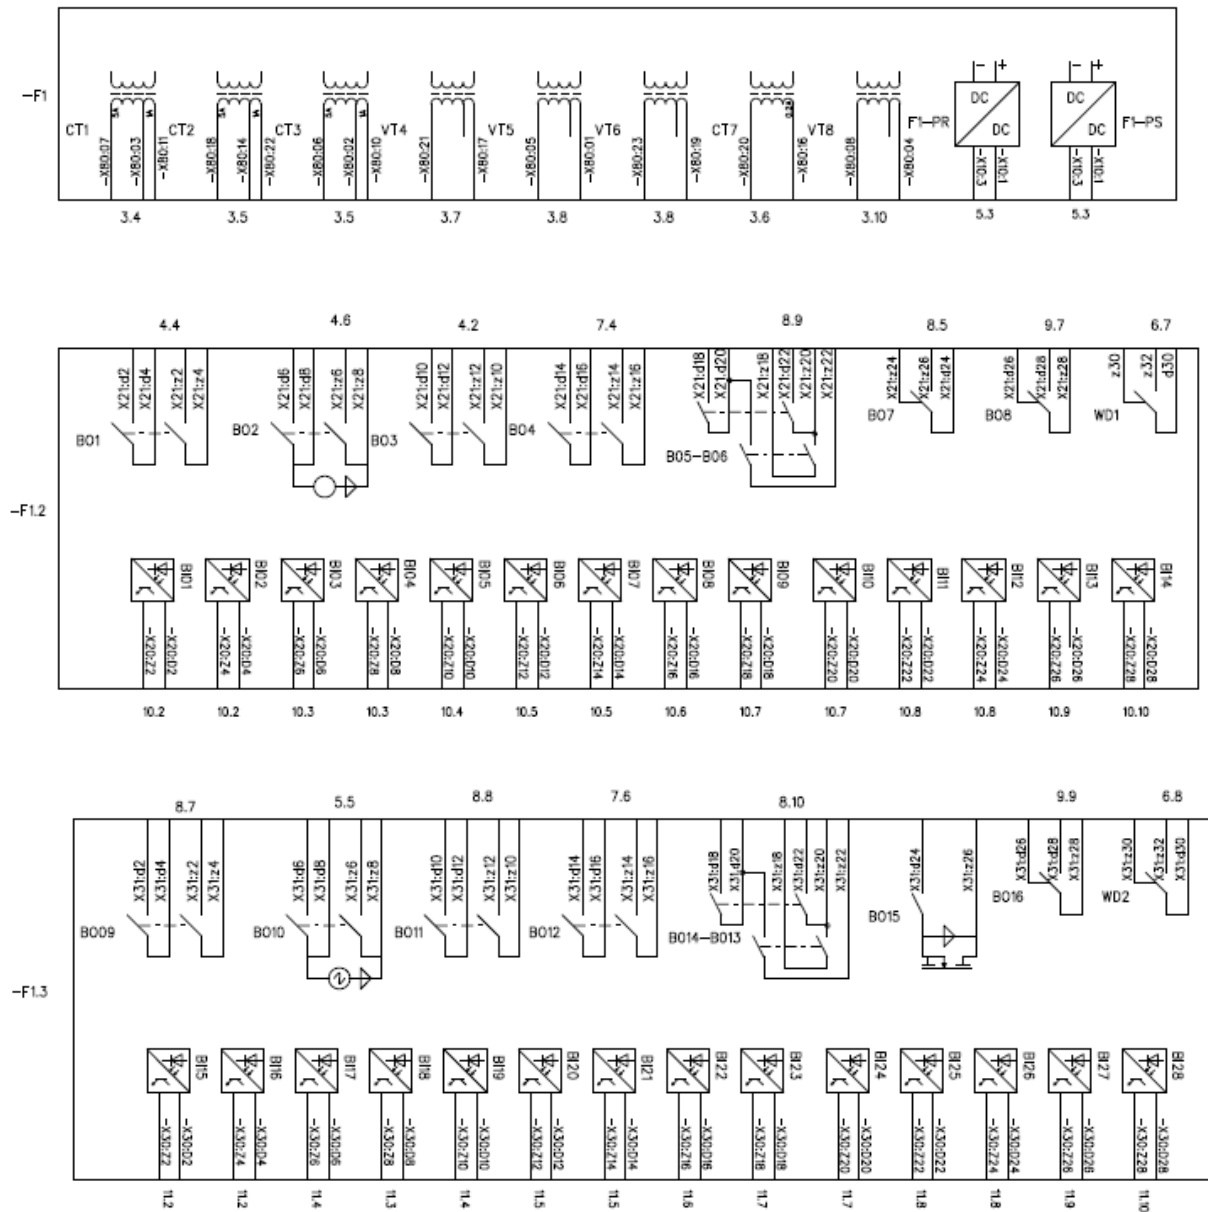 -F1
CT1
-X80:07
5A
-X80:03
1A
-X80:11
CT2
-X80:18
5A
-X80:14
1A
-X80:22
CT3
-X80:06
5A
-X80:02
1A
-X80:10
VT4
-X80:21
-X80:17
VT5
-X80:05
-X80:01
VT6
-X80:23
-X80:19
CT7
-X80:20
0.2A
-X80:16
VT8
-X80:08
-X80:04
F1-PR
- +
DC
DC
-X10:3
-X10:1
- +
DC
DC
F1-PS
-X10:3
-X10:1
3.4 3.5 3.5 3.7 3.8 3.8 3.6 3.10 5.3 5.3
4.4 4.6 4.2 7.4 8.9 8.5 9.7 6.7
-F1.2
BO1
X21:d2
X21:d4
X21:z2
X21:z4
BO2
X21:d6
X21:d8
X21:z6
X21:z8
BO3
X21:d10
X21:d12
X21:z12
X21:z10
BO4
X21:d14
X21:d16
X21:z14
X21:z16
BO5-BO6
X21:d18
X21:d20
X21:z18
X21:d22
X21:z20
X21:z22
BO7
X21:z24
X21:z26
X21:d24
BO8
X21:d26
X21:d28
X21:z28
WD1
z30
z32
d30
BI01
BI02
BI03
BI04
BI05
BI06
BI07
BI08
BI09
BI10
BI11
BI12
BI13
BI14
-X20:Z2
-X20:D2
-X20:Z4
-X20:D4
-X20:Z6
-X20:D6
-X20:Z8
-X20:D8
-X20:Z10
-X20:D10
-X20:Z12
-X20:D12
-X20:Z14
-X20:D14
-X20:Z16
-X20:D16
-X20:Z18
-X20:D18
-X20:Z20
-X20:D20
-X20:Z22
-X20:D22
-X20:Z24
-X20:D24
-X20:Z26
-X20:D26
-X20:Z28
-X20:D28
10.2 10.2 10.3 10.3 10.4 10.5 10.5 10.6 10.7 10.7 10.8 10.8 10.9 10.10
8.7 5.5 8.8 7.6 8.10 9.9 6.8
-F1.3
BO09
X31:d2
X31:d4
X31:z2
X31:z4
BO10
X31:d6
X31:d8
X31:z6
X31:z8
BO11
X31:d10
X31:d12
X31:z12
X31:z10
BO12
X31:d14
X31:d16
X31:z14
X31:z16
BO14-BO13
X31:d18
X31:d20
X31:z18
X31:d22
X31:z20
X31:z22
BO15
X31:d24
X31:z26
BO16
X31:d26
X31:d28
X31:z28
WD2
X31:z30
X31:z32
X31:d30
BI15
BI16
BI17
BI18
BI19
BI20
BI21
BI22
BI23
BI24
BI25
BI26
BI27
BI28
-X30:Z2
-X30:D2
-X30:Z4
-X30:D4
-X30:Z6
-X30:D6
-X30:Z8
-X30:D8
-X30:Z10
-X30:D10
-X30:Z12
-X30:D12
-X30:Z14
-X30:D14
-X30:Z16
-X30:D16
-X30:Z18
-X30:D18
-X30:Z20
-X30:D20
-X30:Z22
-X30:D22
-X30:Z24
-X30:D24
-X30:Z26
-X30:D26
-X30:Z28
-X30:D28
11.2
11.2
11.4
11.3
11.4
11.5
11.5
11.6
11.7
11.7
11.8
11.8
11.9
11.10